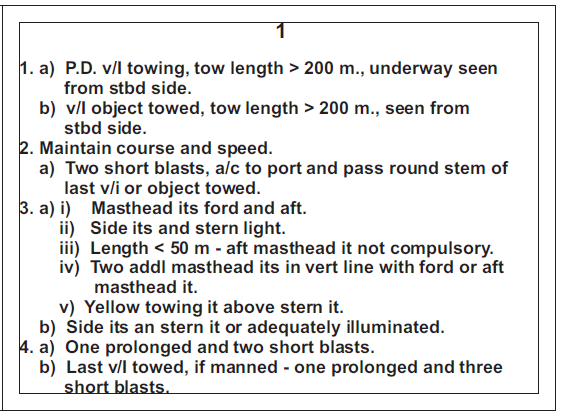 1
1. a) P.D. v/l towing, tow length > 200 m., underway seen
from stbd side.
b) v/l object towed, tow length > 200 m., seen from
stbd side.
2. Maintain course and speed.
a) Two short blasts, a/c to port and pass round stem of
last v/i or object towed.
3. a) i) Masthead its ford and aft.
ii) Side its and stern light.
iii) Length < 50 m - aft masthead it not compulsory.
iv) Two addl masthead its in vert line with ford or aft
masthead it.
v) Yellow towing it above stern it.
b) Side its an stern it or adequately illuminated.
4. a) One prolonged and two short blasts.
b) Last v/l towed, if manned - one prolonged and three
short blasts.